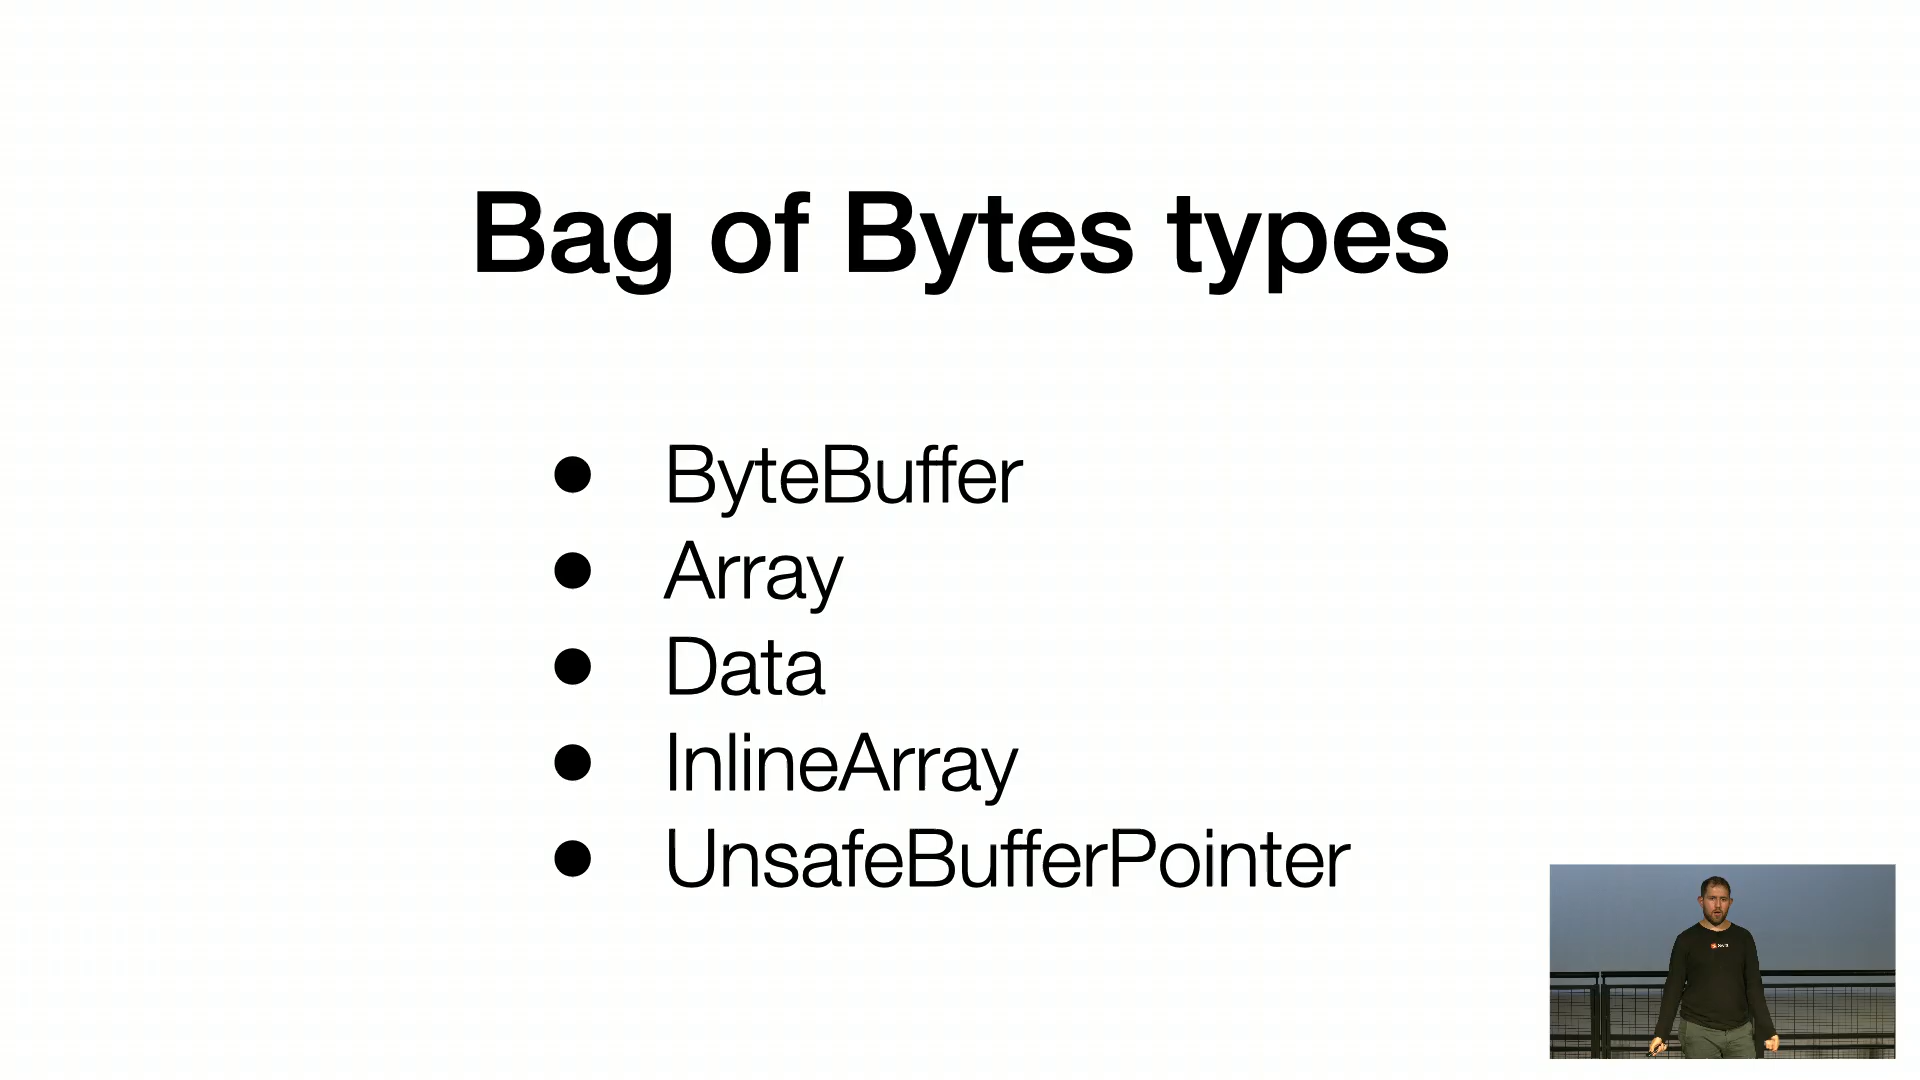 Bag of Bytes types
● ByteBuffer
● Array
● Data
● InlineArray
● UnsafeBufferPointer